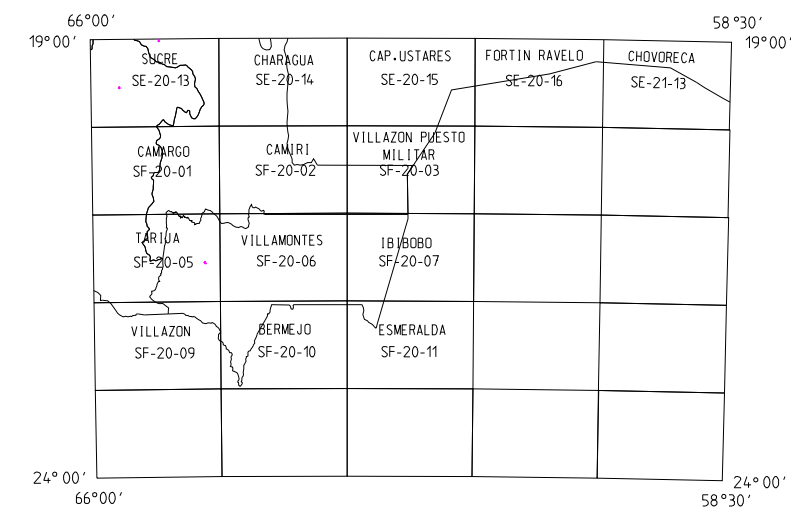 66°00'
58°30'
19°00'
19°00'
SUCRE
SE-20-13
CHARAGUA
SE-20-14
CAP.USTARES
SE-20-15
FORTIN RAVELO
SE-20-16
CHOVORECA
SE-21-13
CAMARGO
SF-20-01
CAMIRI
SF-20-02
VILLAZON PUESTO
MILITAR
SF-20-03
TARIJA
SF-20-05
VILLAMONTES
SF-20-06
IBIBOBO
SF-20-07
VILLAZON
SF-20-09
BERMEJO
SF-20-10
ESMERALDA
SF-20-11
24°00'
24°00'
66°00'
58°30'